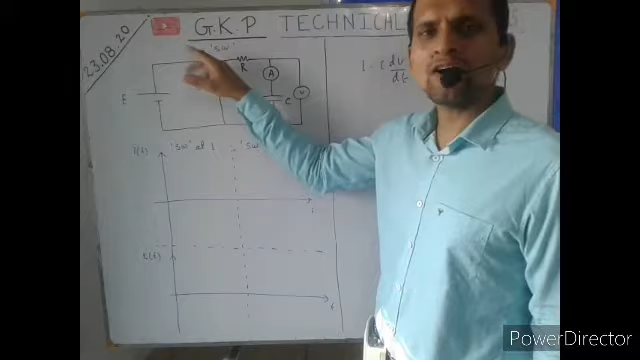 23.08.20
G.K.P TECHNICAL
'SW'
R
A
E
C
V
i = c dv/dt
'SW' at 1
'SW
t
t
PowerDirector